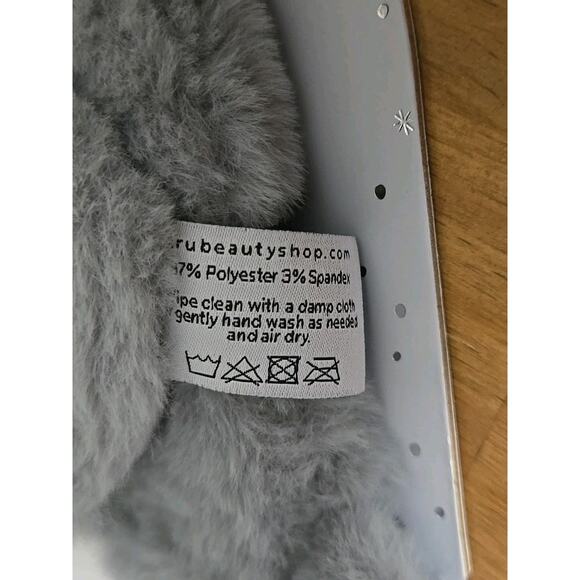 .rubeautyshop.com
97% Polyester 3% Spandex
ipe clean with a damp cloth
gently hand wash as needed
and air dry.